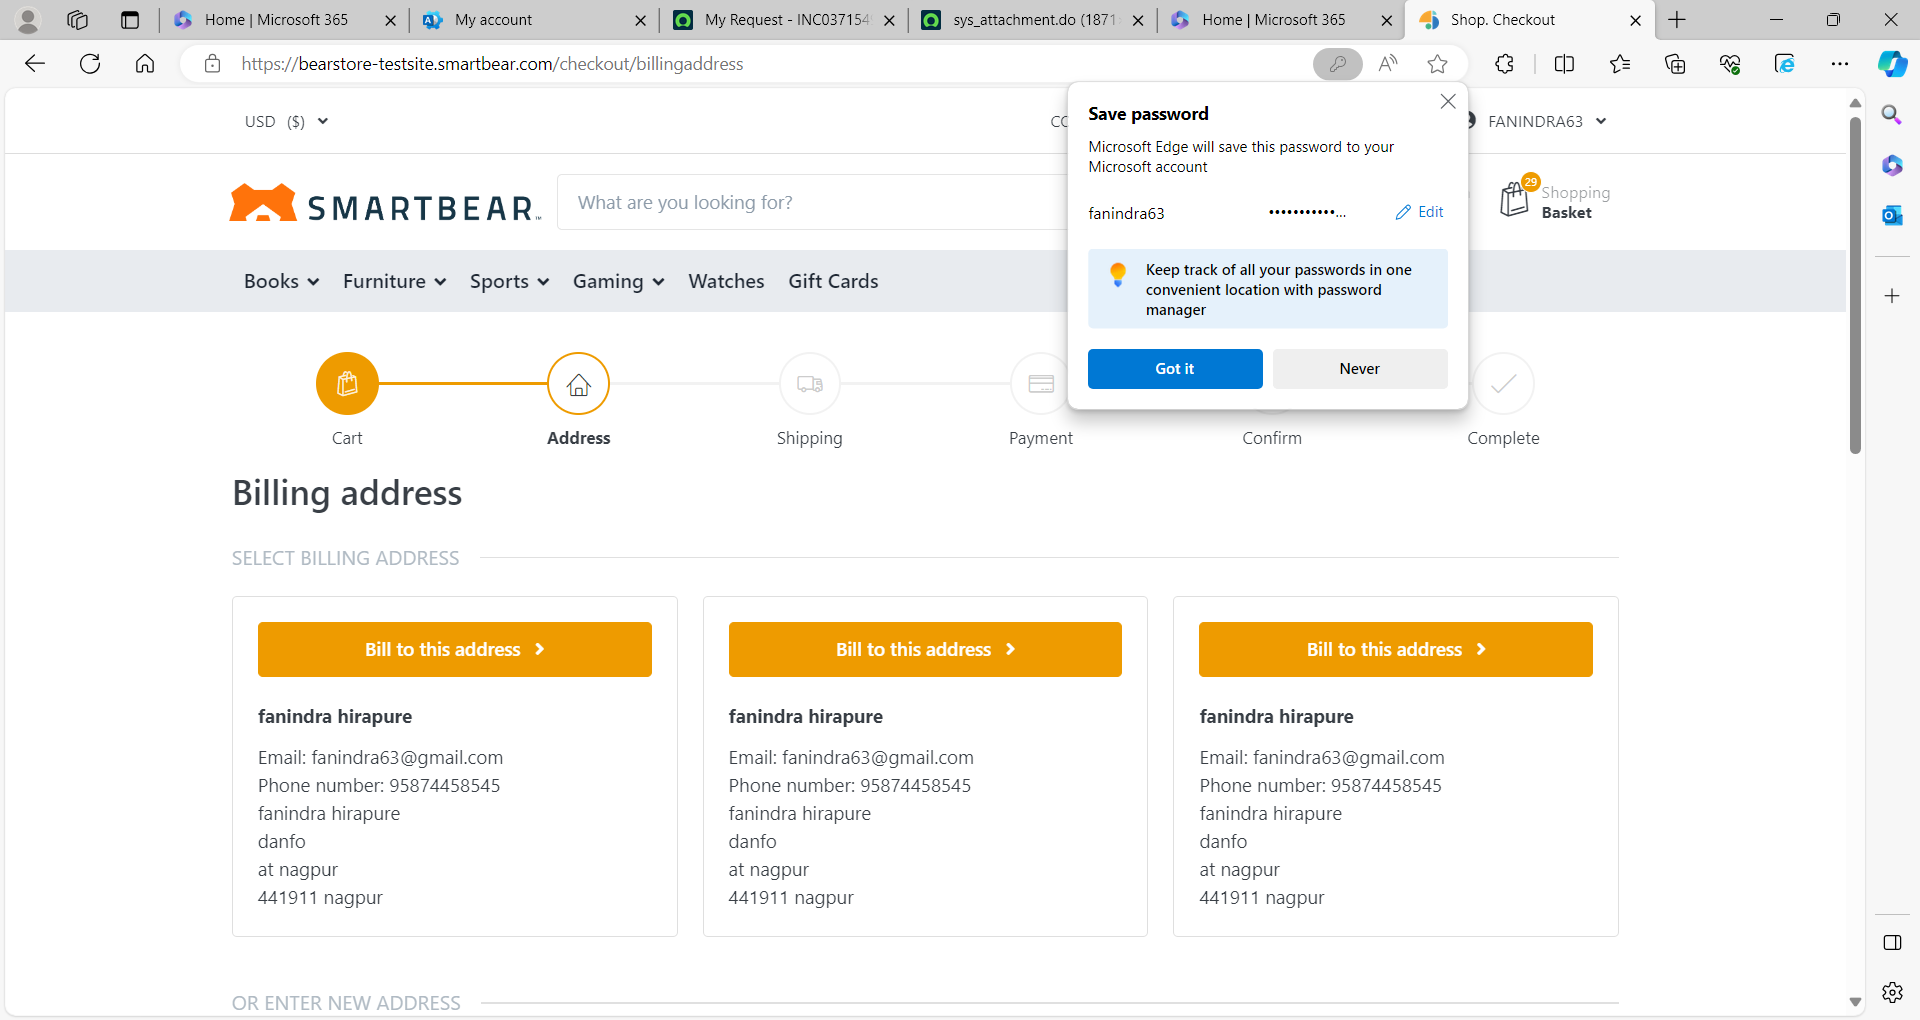 Home | Microsoft 365
My account
My Request - INC037154
sys_attachment.do (1871
Home | Microsoft 365
Shop. Checkout
https://bearstore-testsite.smartbear.com/checkout/billingaddress
USD ($)
CO
FANINDRA63
SMARTBEAR
What are you looking for?
29
Shopping
Basket
Books
Furniture
Sports
Gaming
Watches
Gift Cards
Save password
Microsoft Edge will save this password to your
Microsoft account
fanindra63
•••••••••••...
Edit
Keep track of all your passwords in one
convenient location with password
manager
Got it
Never
Cart
Address
Shipping
Payment
Confirm
Complete
Billing address
SELECT BILLING ADDRESS
Bill to this address
fanindra hirapure
Email: fanindra63@gmail.com
Phone number: 95874458545
fanindra hirapure
danfo
at nagpur
441911 nagpur
Bill to this address
fanindra hirapure
Email: fanindra63@gmail.com
Phone number: 95874458545
fanindra hirapure
danfo
at nagpur
441911 nagpur
Bill to this address
fanindra hirapure
Email: fanindra63@gmail.com
Phone number: 95874458545
fanindra hirapure
danfo
at nagpur
441911 nagpur
OR ENTER NEW ADDRESS